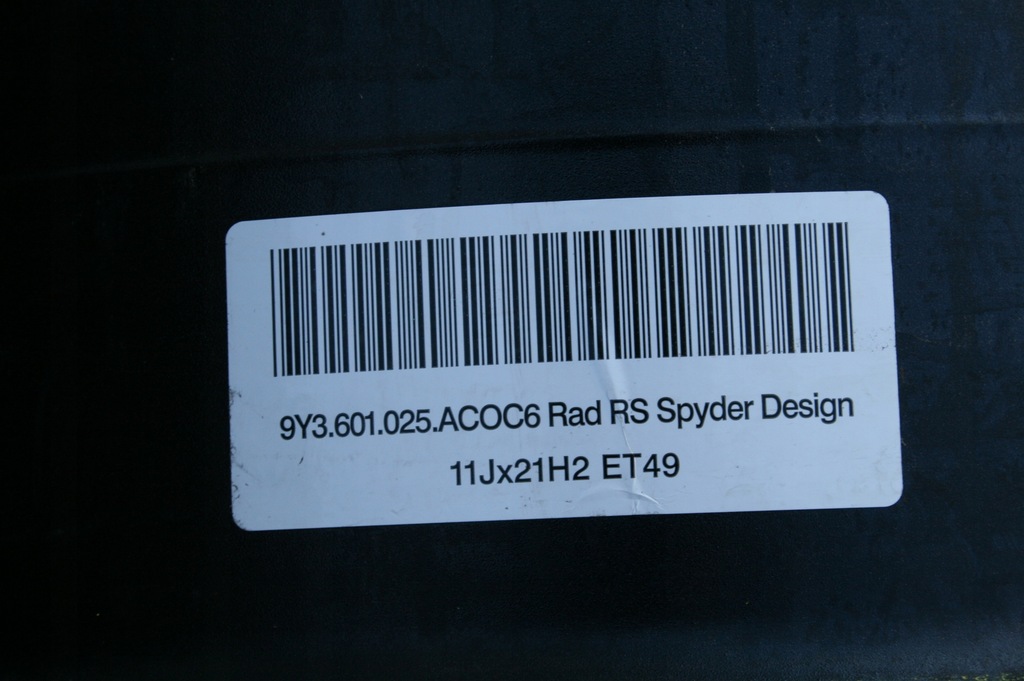 9Y3.601.025.ACOC6 Rad RS Spyder Design
11Jx21H2 ET49